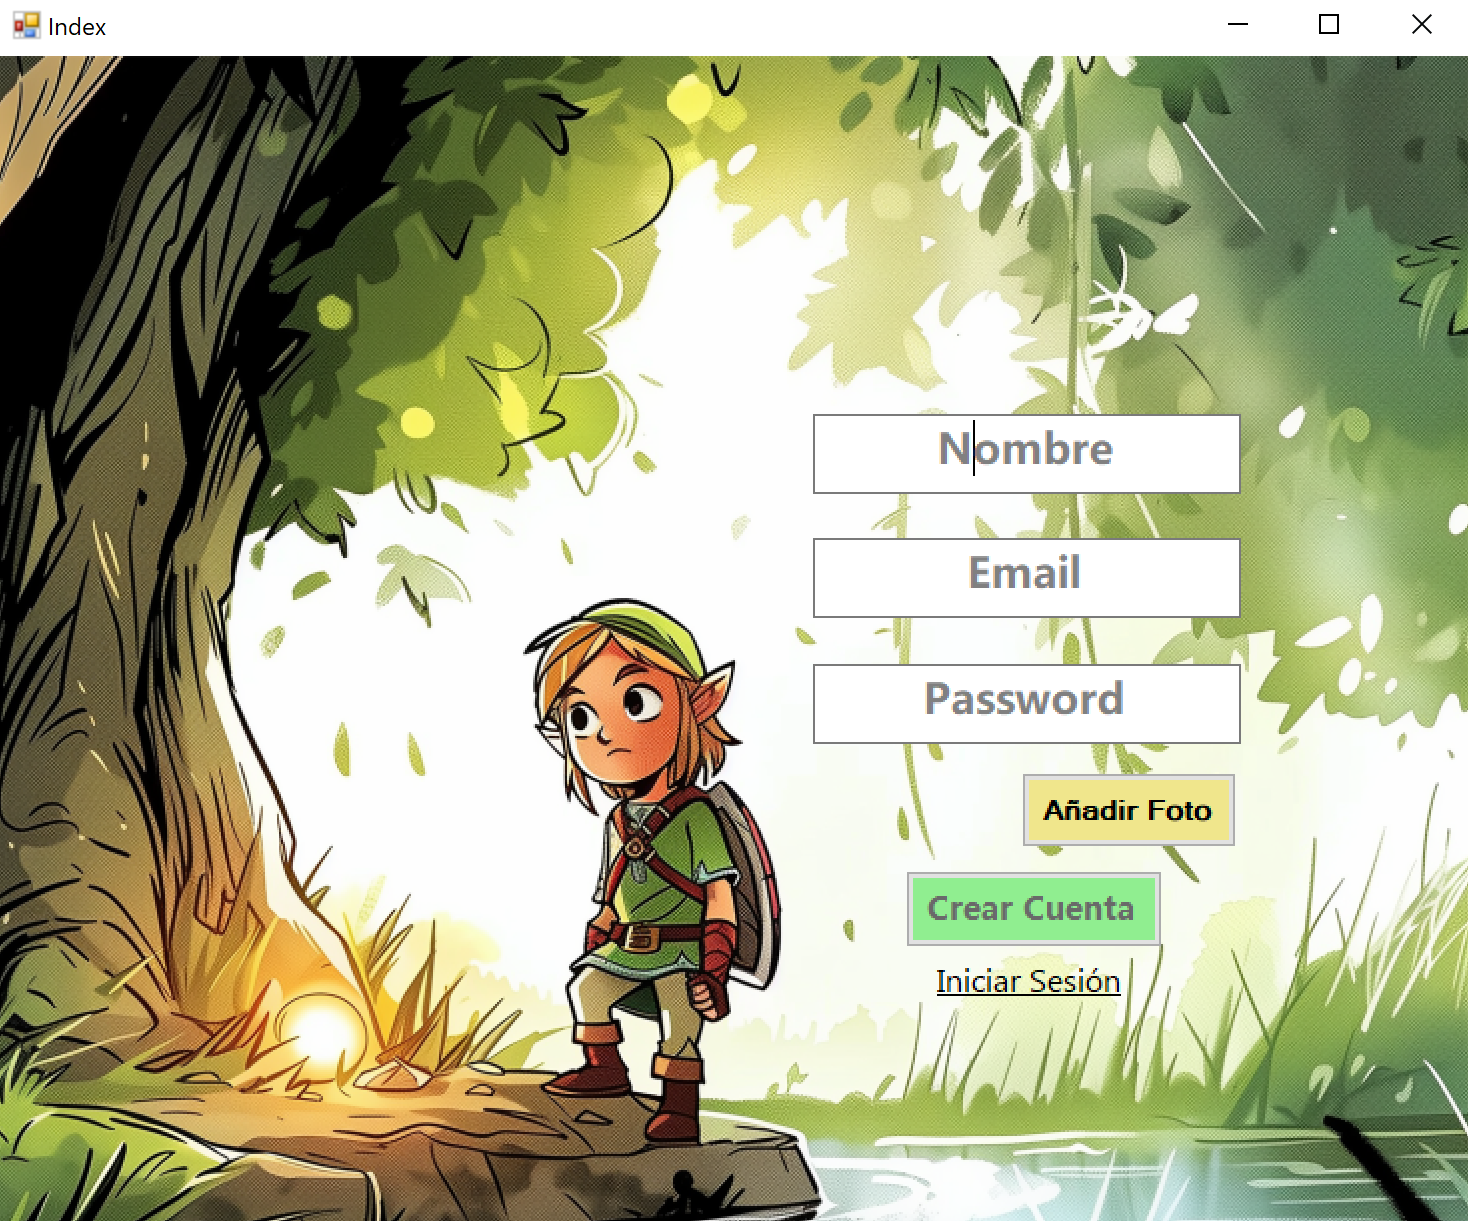 Index
Nombre
Email
Password
Añadir Foto
Crear Cuenta
Iniciar Sesión